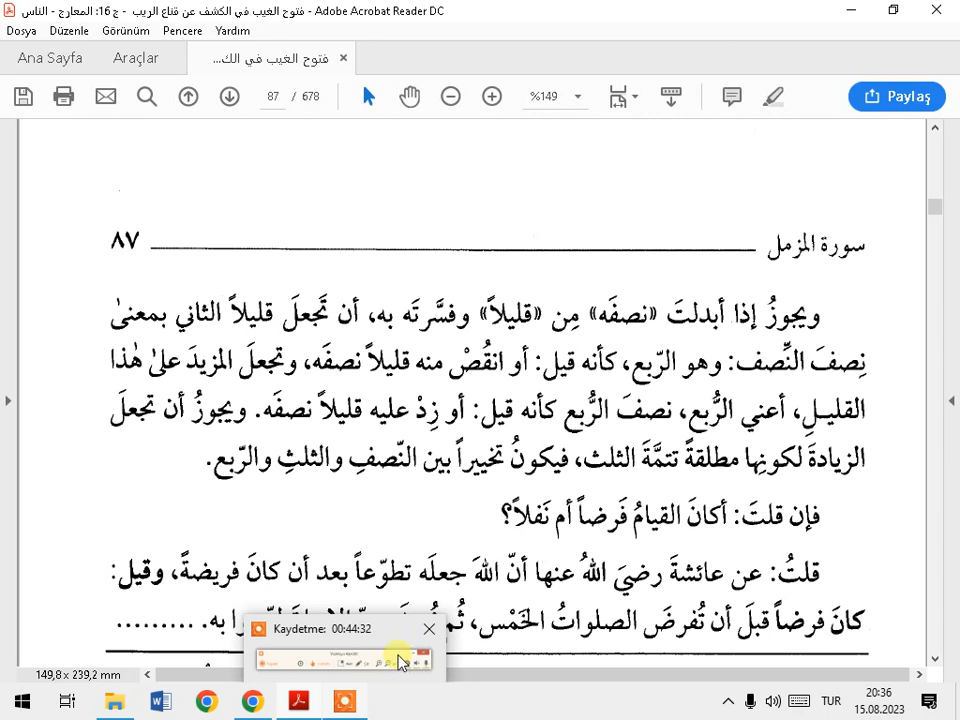 فتوح الغيب في الكشف عن قناع الريب - ج 16: المعارج - الناس - Adobe Acrobat Reader DC
Dosya Düzenle Görünüm Pencere Yardım
Ana Sayfa Araçlar فتوح الغيب في الك...
87 / 678 %149 Paylaş
سورة المزمل ٨٧
ويجوزُ إذا أبدلتَ «نصفَه» مِن «قليلاً» وفسَّرتَه به، أن تَجْعلَ قليلاً الثاني بمعنىٰ
نِصفَ النِّصف: وهو الرّبع، كأنه قيل: أو انقُصْ منه قليلاً نصفَه، وتجعلَ المزيدَ علىٰ هٰذا
القليلِ، أعني الرُّبع، نصفَ الرُّبع كأنه قيل: أو زِدْ عليه قليلاً نصفَه. ويجوزُ أن تجعلَ
الزيادةَ لكونِها مطلقةً تتمَّةَ الثلث، فيكونُ تخييراً بين النّصفِ والثلثِ والرّبع.
فإن قلتَ: أكانَ القيامُ فَرضاً أم نَفلاً؟
قلتُ: عن عائشةَ رضيَ اللهُ عنها أنّ اللهَ جعلَه تطوّعاً بعد أن كانَ فريضةً، وقيل:
كانَ فرضاً قبلَ أن تُفرضَ الصلواتُ الخَمْس، ثُم به. ..........
Kaydetme: 00:44:32
149,8 x 239,2 mm
TUR
20:36
15.08.2023